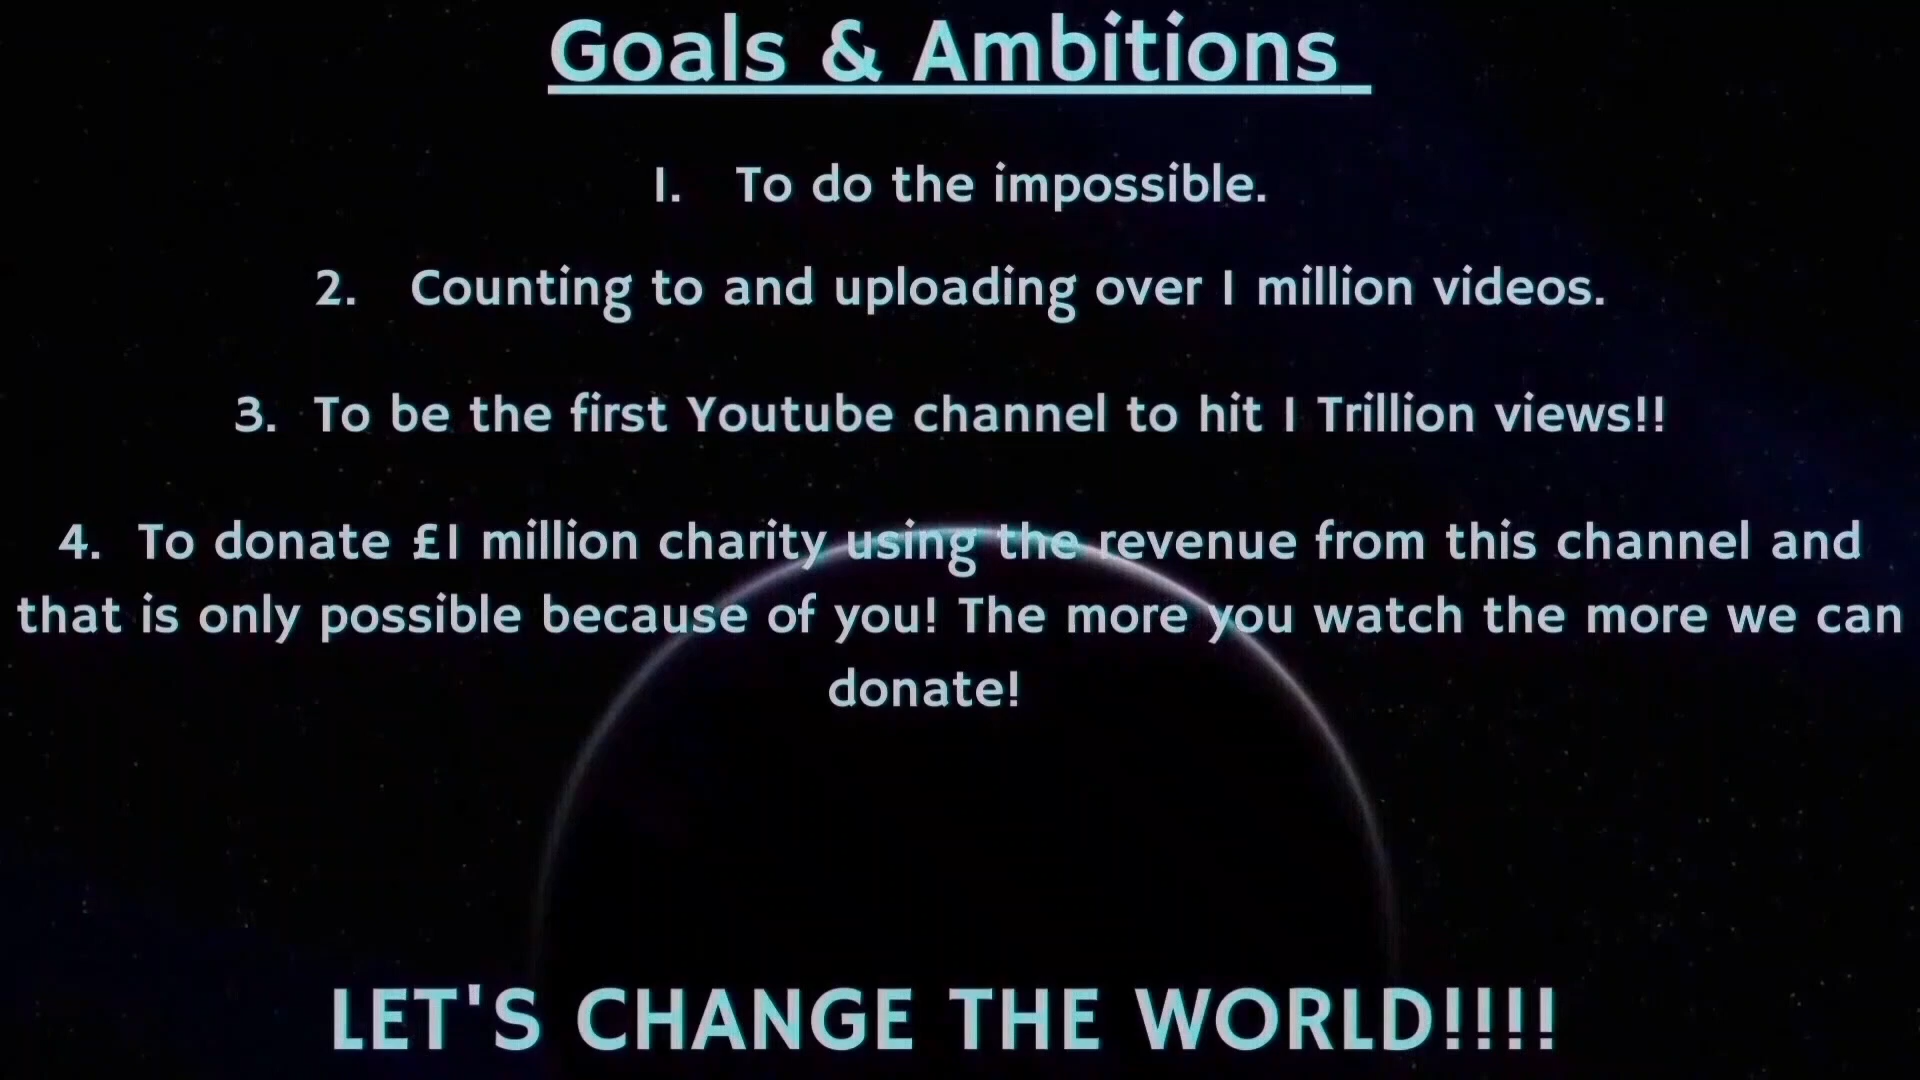 Goals & Ambitions
1. To do the impossible.
2. Counting to and uploading over 1 million videos.
3. To be the first Youtube channel to hit 1 Trillion views!!
4. To donate £1 million charity using the revenue from this channel and
that is only possible because of you! The more you watch the more we can
donate!
LET'S CHANGE THE WORLD!!!!